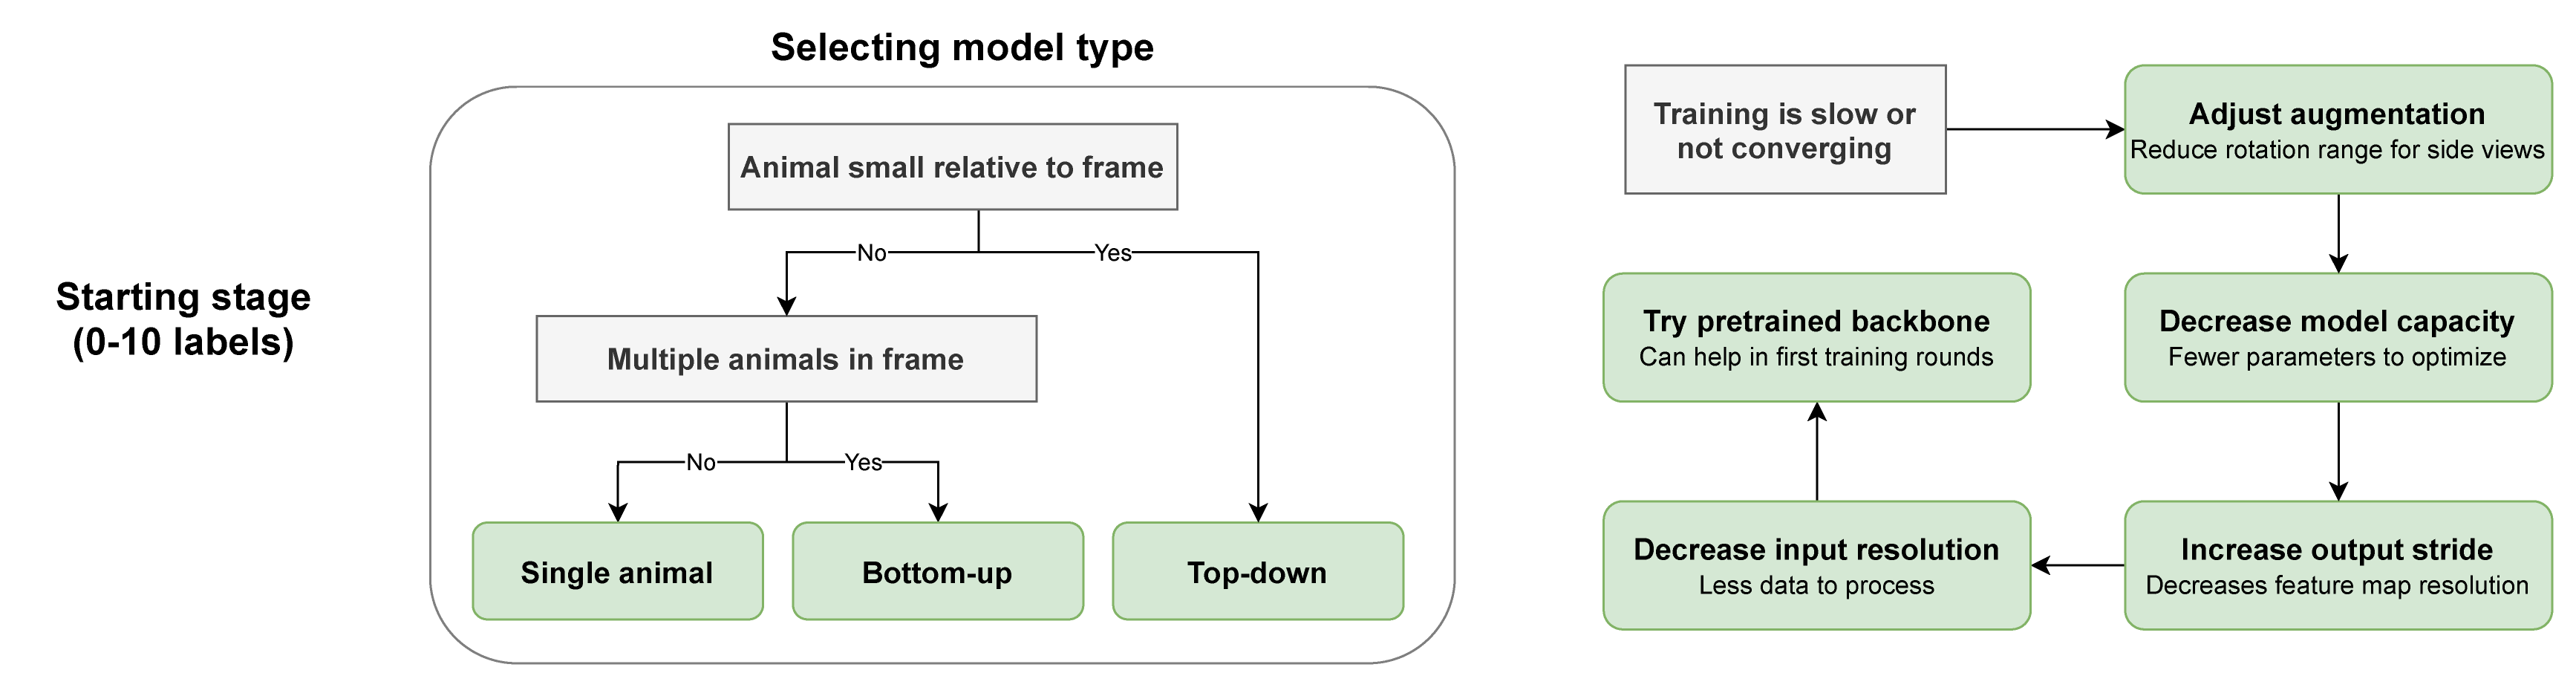 Selecting model type
Starting stage
(0-10 labels)
Animal small relative to frame
No
Yes
Multiple animals in frame
No
Yes
Single animal
Bottom-up
Top-down
Training is slow or
not converging
Adjust augmentation
Reduce rotation range for side views
Decrease model capacity
Fewer parameters to optimize
Increase output stride
Decreases feature map resolution
Decrease input resolution
Less data to process
Try pretrained backbone
Can help in first training rounds